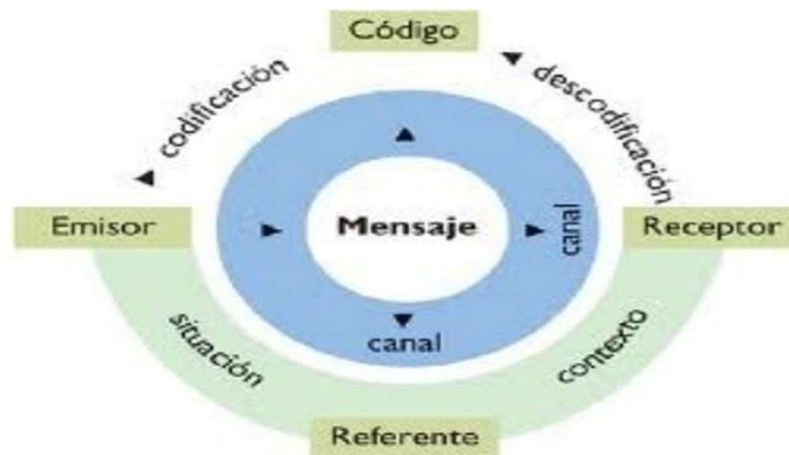 Código
codificación
descodificación
Emisor
Mensaje
canal
Receptor
canal
situación
contexto
Referente